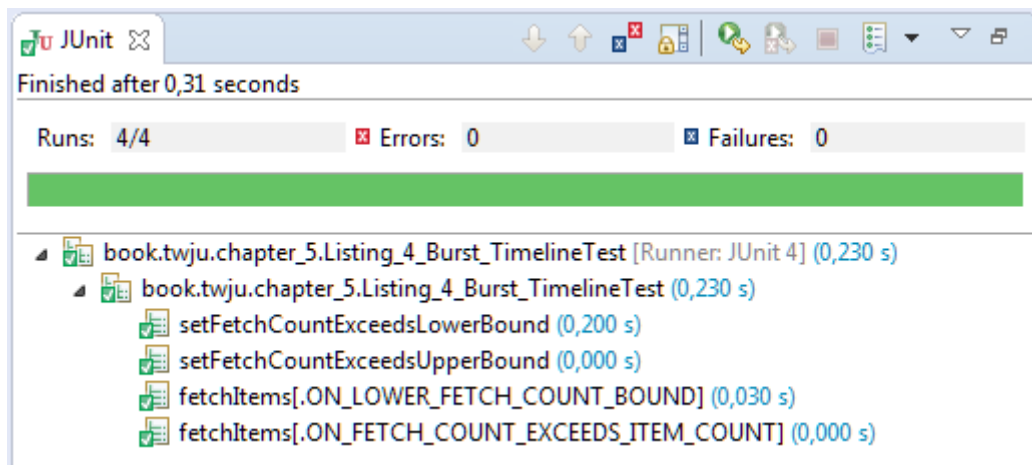 JUnit
Finished after 0,31 seconds
Runs: 4/4 Errors: 0 Failures: 0
book.twju.chapter_5.Listing_4_Burst_TimelineTest [Runner: JUnit 4] (0,230 s)
book.twju.chapter_5.Listing_4_Burst_TimelineTest (0,230 s)
setFetchCountExceedsLowerBound (0,200 s)
setFetchCountExceedsUpperBound (0,000 s)
fetchItems[.ON_LOWER_FETCH_COUNT_BOUND] (0,030 s)
fetchItems[.ON_FETCH_COUNT_EXCEEDS_ITEM_COUNT] (0,000 s)